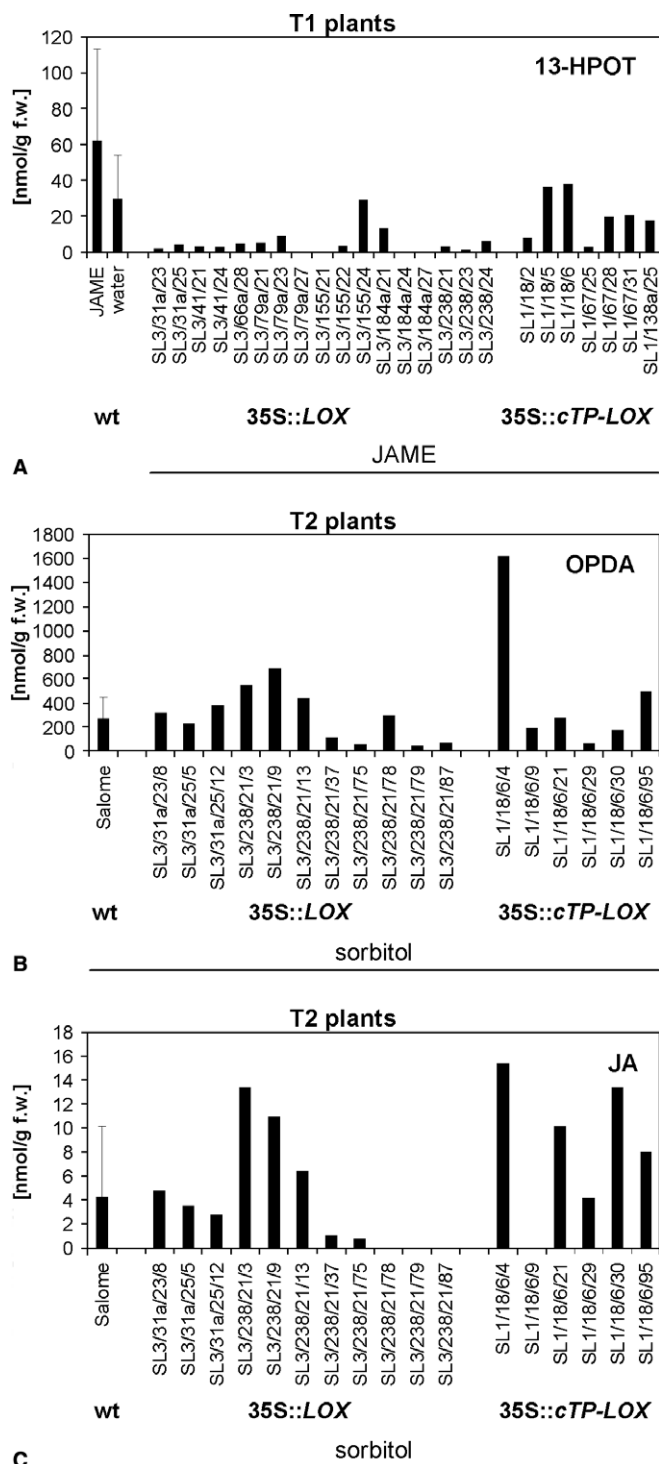 T1 plants
120
100
80
60
40
20
0
[nmol/g f.w.]
13-HPOT
JAME
water
SL3/31a/23
SL3/31a/25
SL3/41/21
SL3/41/24
SL3/66a/28
SL3/79a/21
SL3/79a/23
SL3/79a/27
SL3/155/21
SL3/155/22
SL3/155/24
SL3/184a/21
SL3/184a/24
SL3/184a/27
SL3/238/21
SL3/238/23
SL3/238/24
SL1/18/2
SL1/18/5
SL1/18/6
SL1/67/25
SL1/67/28
SL1/67/31
SL1/138a/25
wt 35S::LOX 35S::cTP-LOX
A JAME
T2 plants
1800
1600
1400
1200
1000
800
600
400
200
0
[nmol/g f.w.]
OPDA
Salome
SL3/31a/23/8
SL3/31a/25/5
SL3/31a/25/12
SL3/238/21/3
SL3/238/21/9
SL3/238/21/13
SL3/238/21/37
SL3/238/21/75
SL3/238/21/78
SL3/238/21/79
SL3/238/21/87
SL1/18/6/4
SL1/18/6/9
SL1/18/6/21
SL1/18/6/29
SL1/18/6/30
SL1/18/6/95
wt 35S::LOX 35S::cTP-LOX
B sorbitol
T2 plants
18
16
14
12
10
8
6
4
2
0
[nmol/g f.w.]
JA
Salome
SL3/31a/23/8
SL3/31a/25/5
SL3/31a/25/12
SL3/238/21/3
SL3/238/21/9
SL3/238/21/13
SL3/238/21/37
SL3/238/21/75
SL3/238/21/78
SL3/238/21/79
SL3/238/21/87
SL1/18/6/4
SL1/18/6/9
SL1/18/6/21
SL1/18/6/29
SL1/18/6/30
SL1/18/6/95
wt 35S::LOX 35S::cTP-LOX
C sorbitol